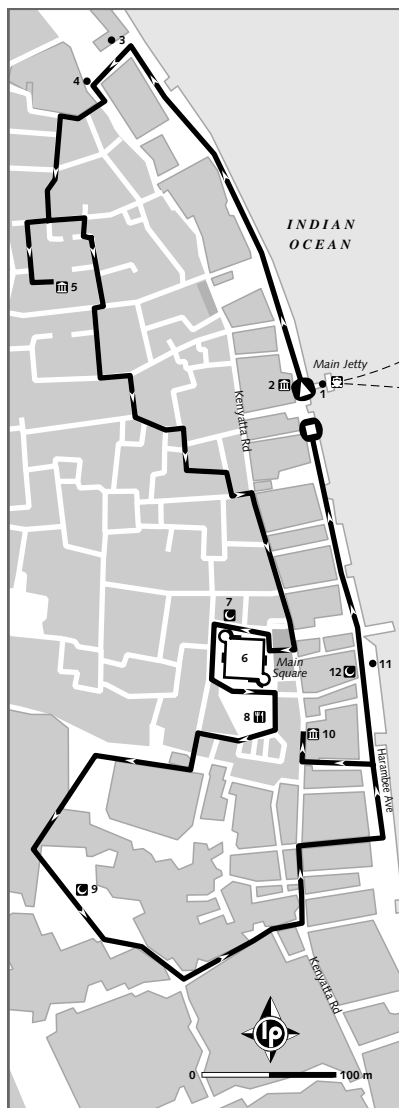 3
4
INDIAN
OCEAN
5
Main Jetty
2
1
Kenyatta Rd
7
6
Main
Square
11
12
8
10
Harambee Ave
9
Kenyatta Rd
lp
0
100 m